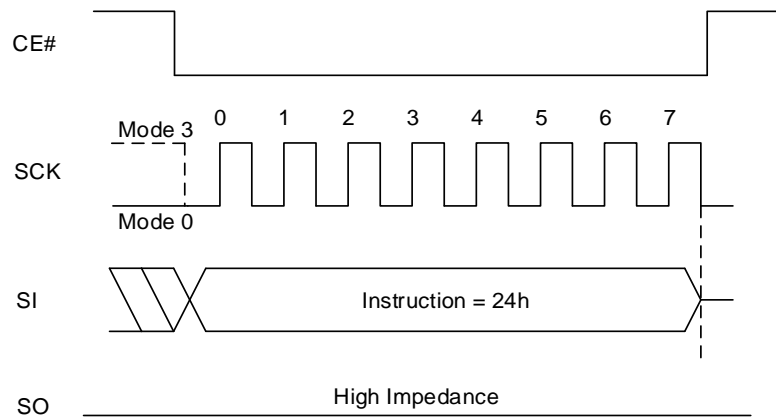 CE#
Mode 3
0 1 2 3 4 5 6 7
SCK
Mode 0
SI
Instruction = 24h
SO
High Impedance